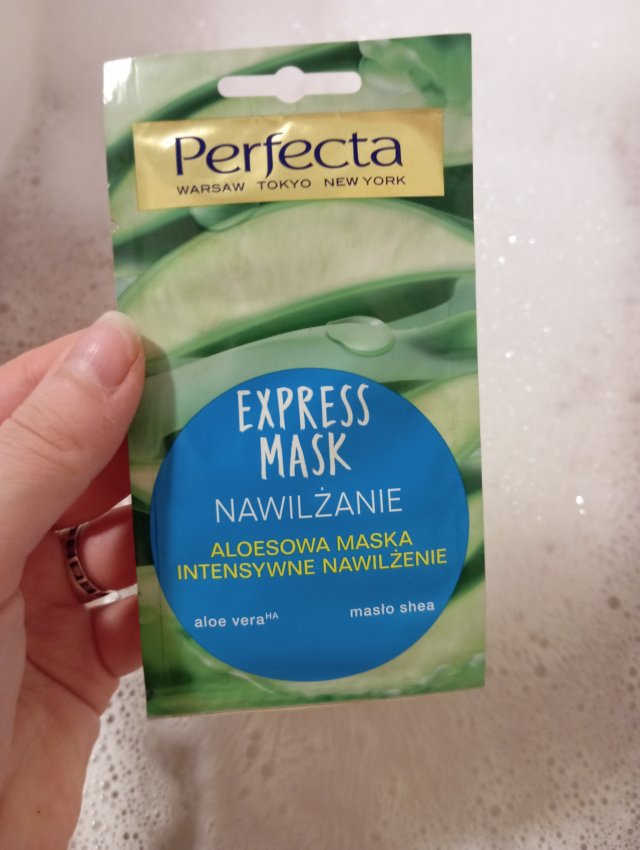 Perfecta
WARSAW TOKYO NEW YORK
EXPRESS
MASK
NAWILŻANIE
ALOESOWA MASKA
INTENSYWNE NAWILŻENIE
aloe veraᴴᴬ masło shea